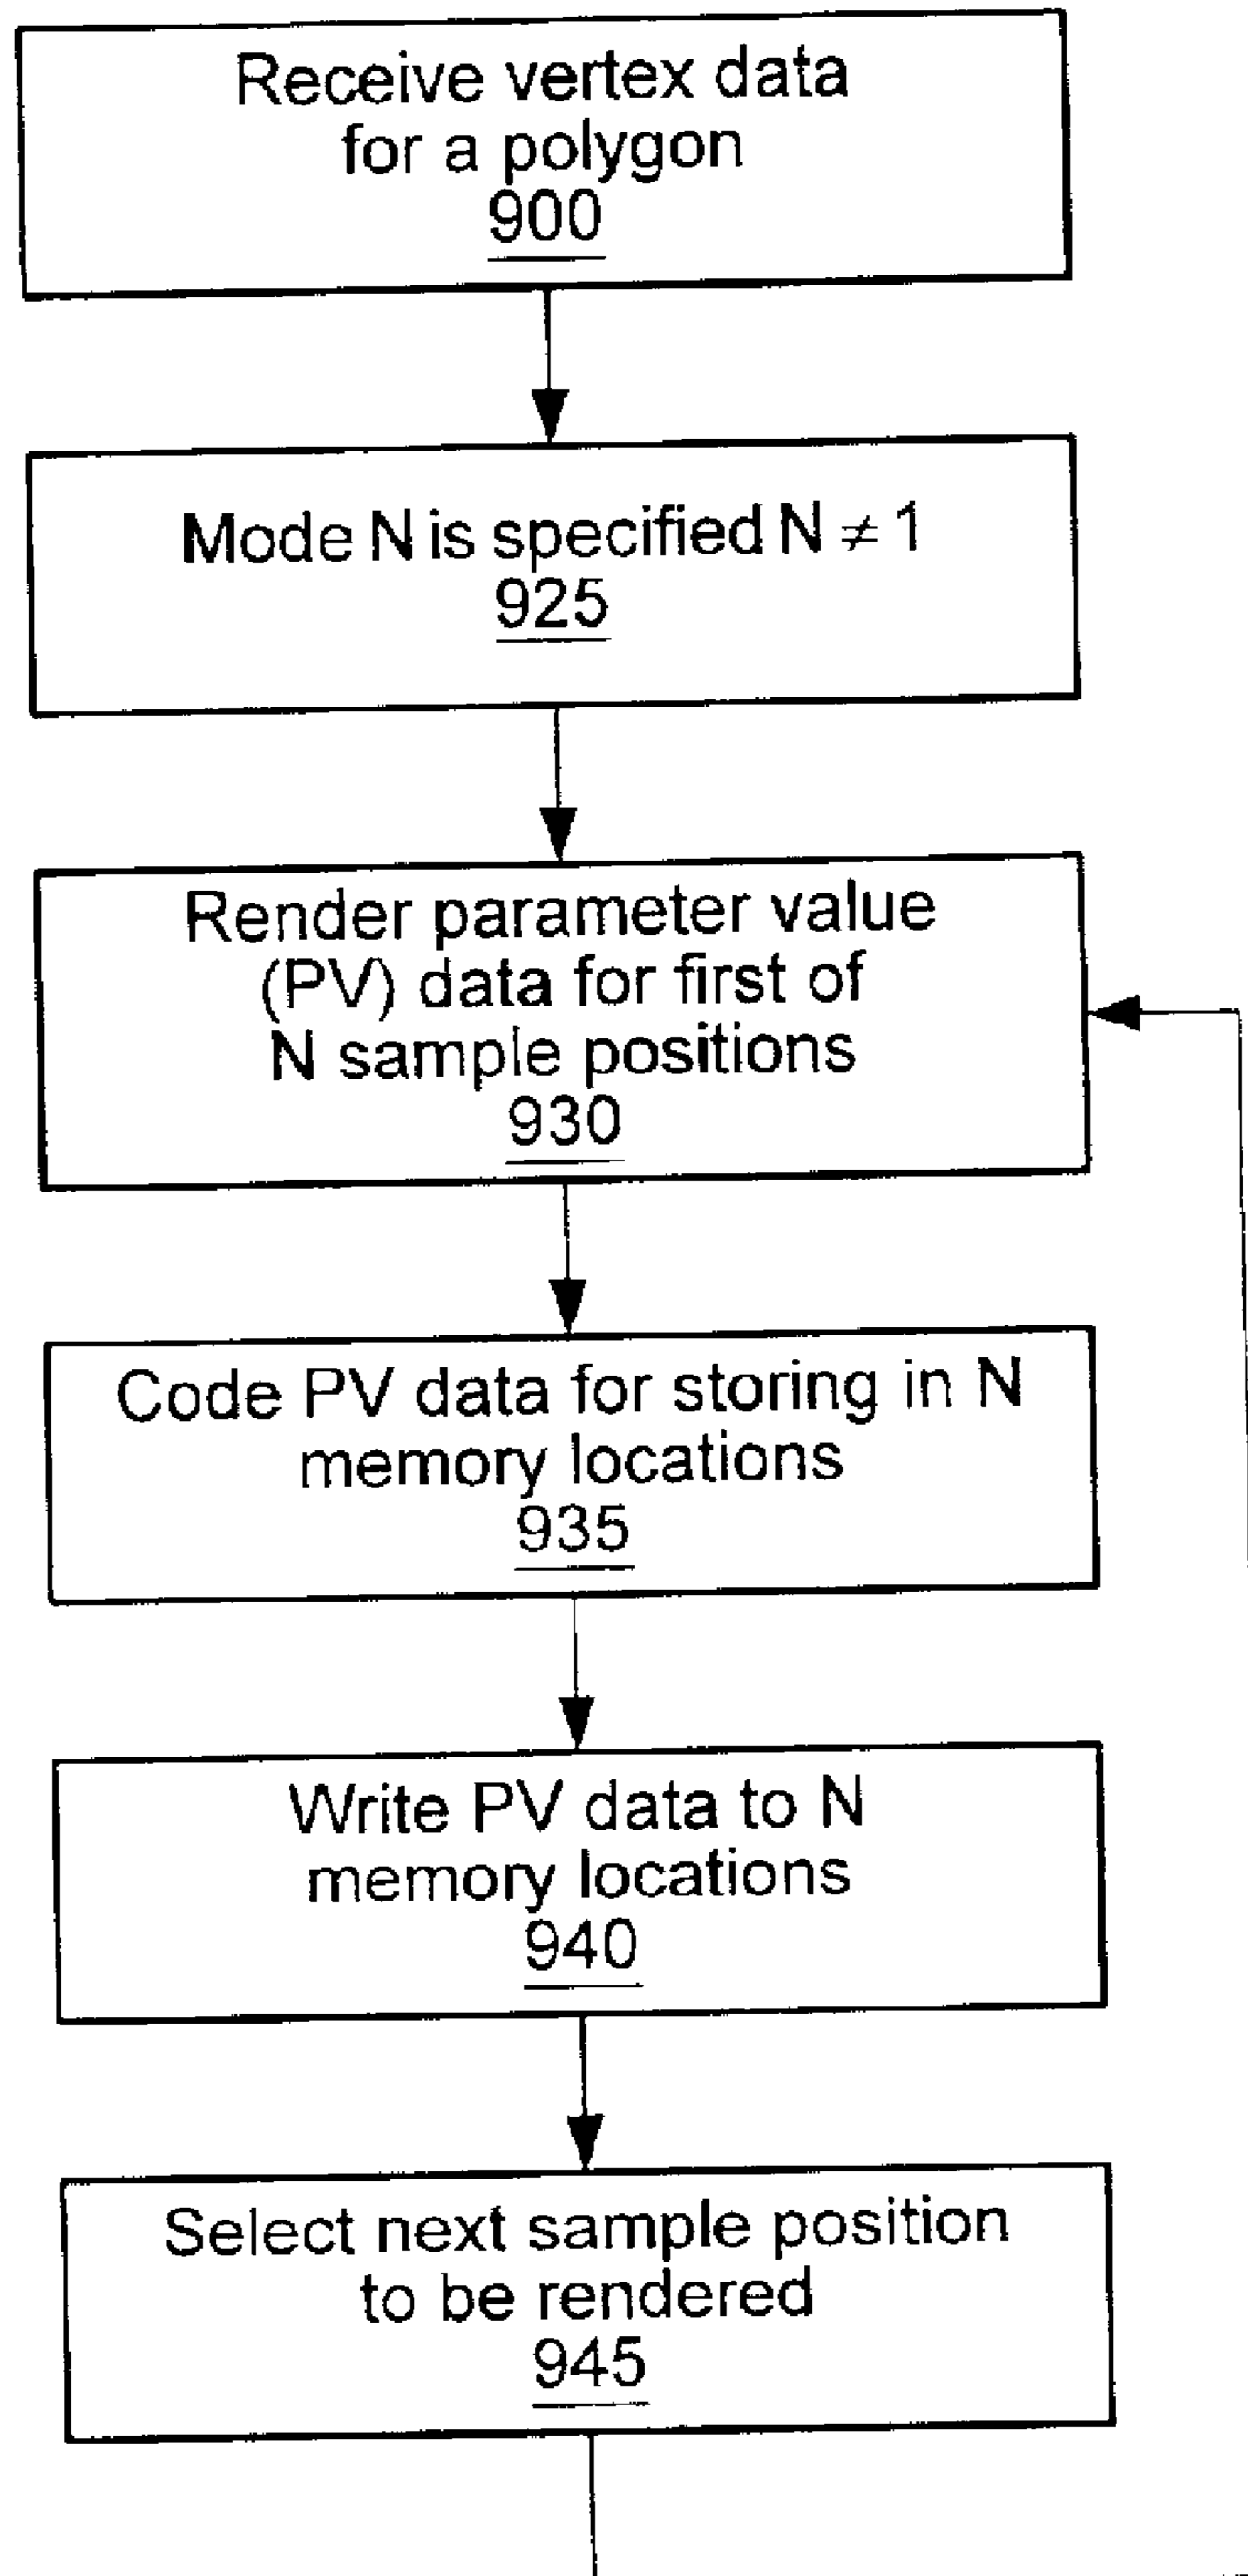 Receive vertex data
for a polygon
900
Mode N is specified N ≠ 1
925
Render parameter value
(PV) data for first of
N sample positions
930
Code PV data for storing in N
memory locations
935
Write PV data to N
memory locations
940
Select next sample position
to be rendered
945